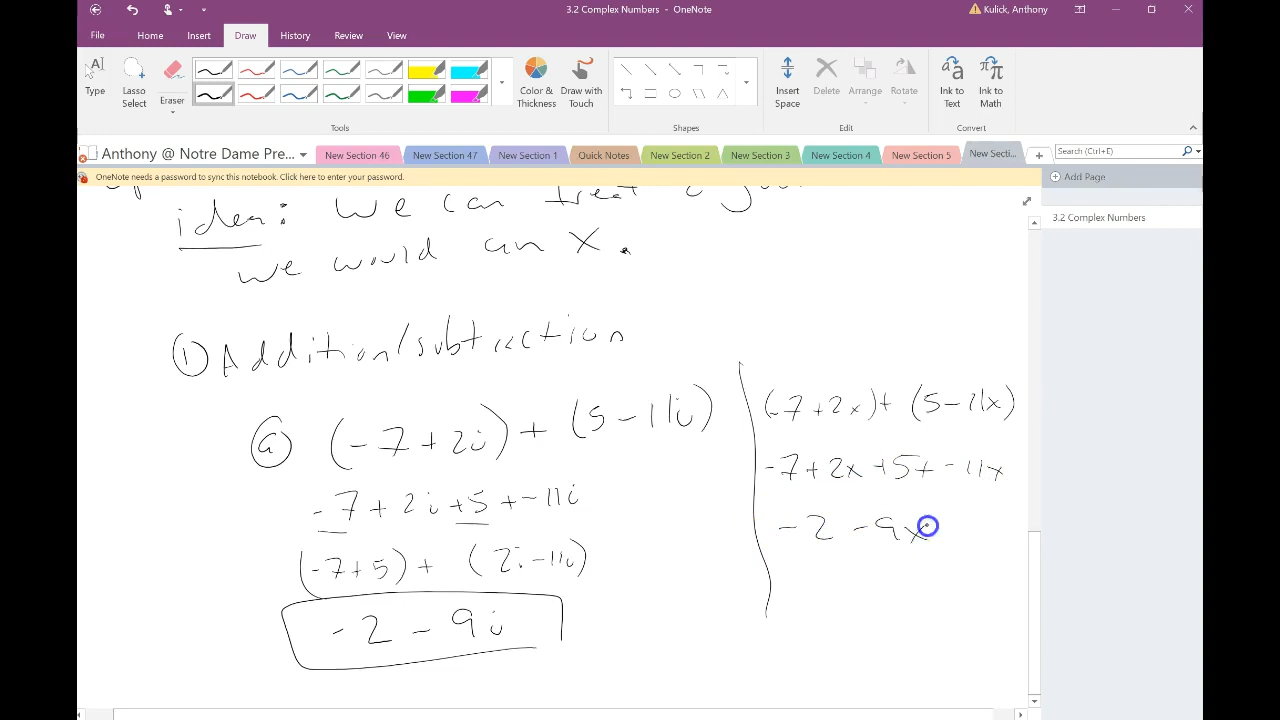 3.2 Complex Numbers - OneNote
Kulick, Anthony
File Home Insert Draw History Review View
Type
Lasso Select
Eraser
Color & Thickness
Draw with Touch
Insert Space
Delete
Arrange
Rotate
Ink to Text
Ink to Math
Tools Shapes Edit Convert
Anthony @ Notre Dame Pre... New Section 46 New Section 47 New Section 1 Quick Notes New Section 2 New Section 3 New Section 4 New Section 5 New Secti... Search (Ctrl+E)
OneNote needs a password to sync this notebook. Click here to enter your password.
Add Page
3.2 Complex Numbers
idea: We can treat
we would an X.
① Addition/subtraction
ⓐ (-7+2i) + (5-11i)
-7 + 2i + 5 + -11i
(-7+5) + (2i-11i)
-2 - 9i
(-7+2x)+ (5-11x)
-7+2x+5+-11x
-2 -9x